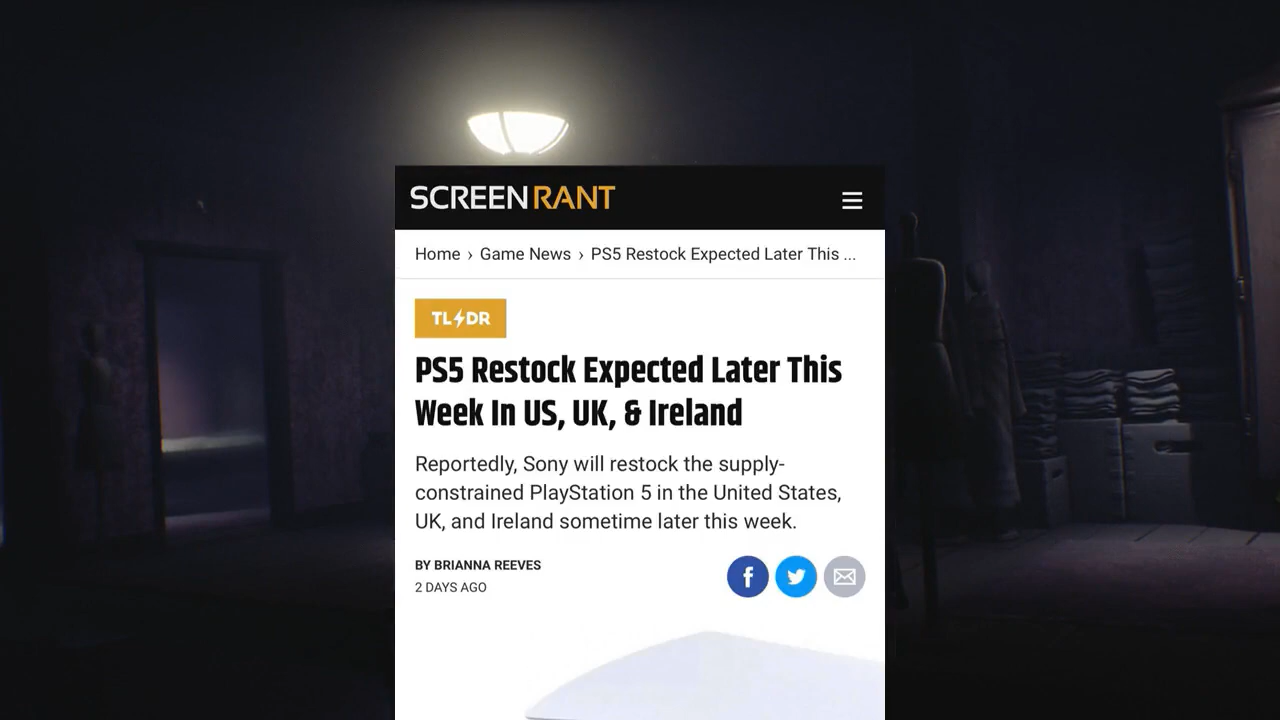 SCREEN RANT
Home › Game News › PS5 Restock Expected Later This ...
TL DR
PS5 Restock Expected Later This
Week In US, UK, & Ireland
Reportedly, Sony will restock the supply-
constrained PlayStation 5 in the United States,
UK, and Ireland sometime later this week.
BY BRIANNA REEVES
2 DAYS AGO